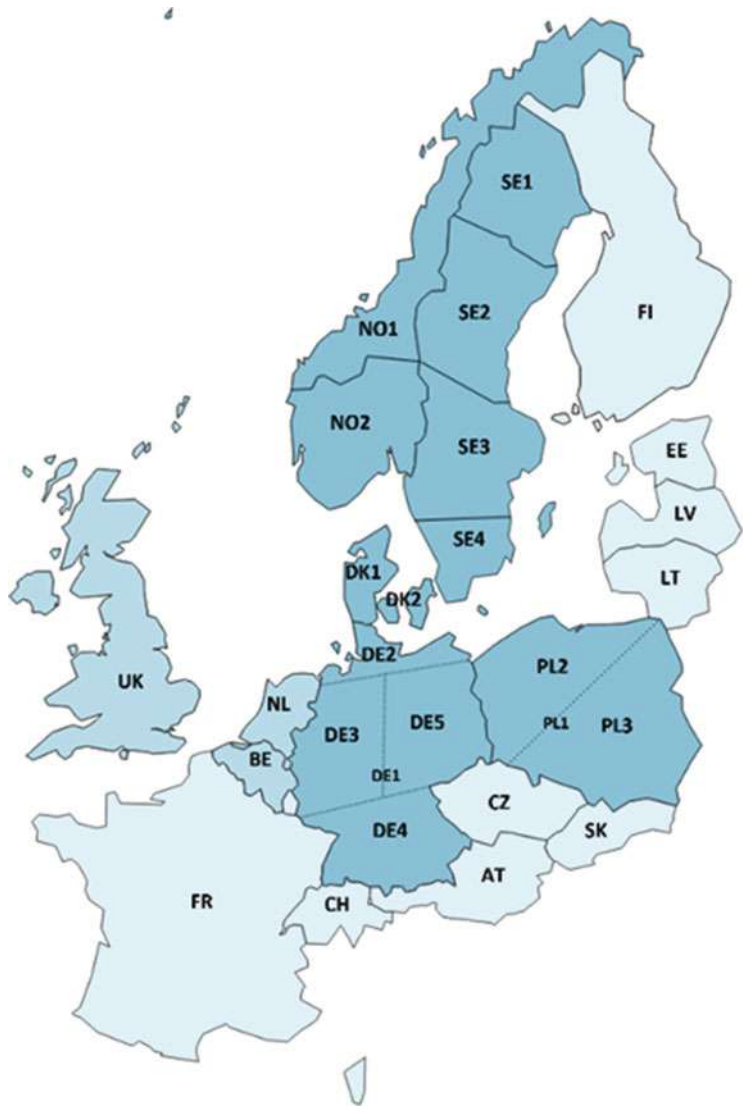 SE1
SE2
FI
NO1
NO2
SE3
EE
LV
SE4
LT
DK1
DK2
DE2
PL2
UK
NL
DE3
DE5
PL1
PL3
BE
DE1
CZ
DE4
SK
AT
FR
CH